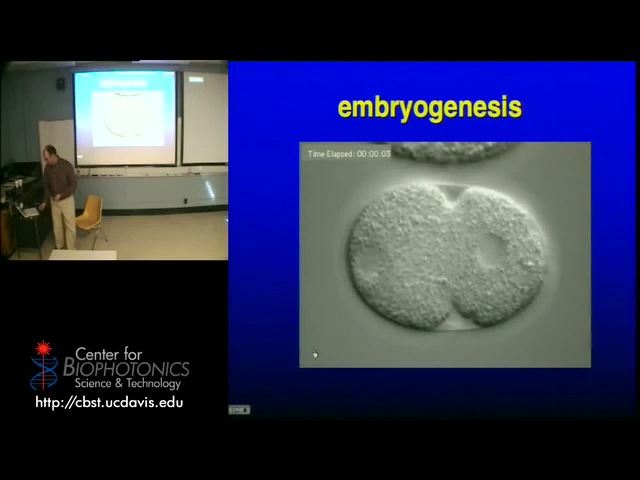 embryogenesis
Time Elapsed : 00:00:03
Center for
BIOPHOTONICS
Science & Technology
http://cbst.ucdavis.edu